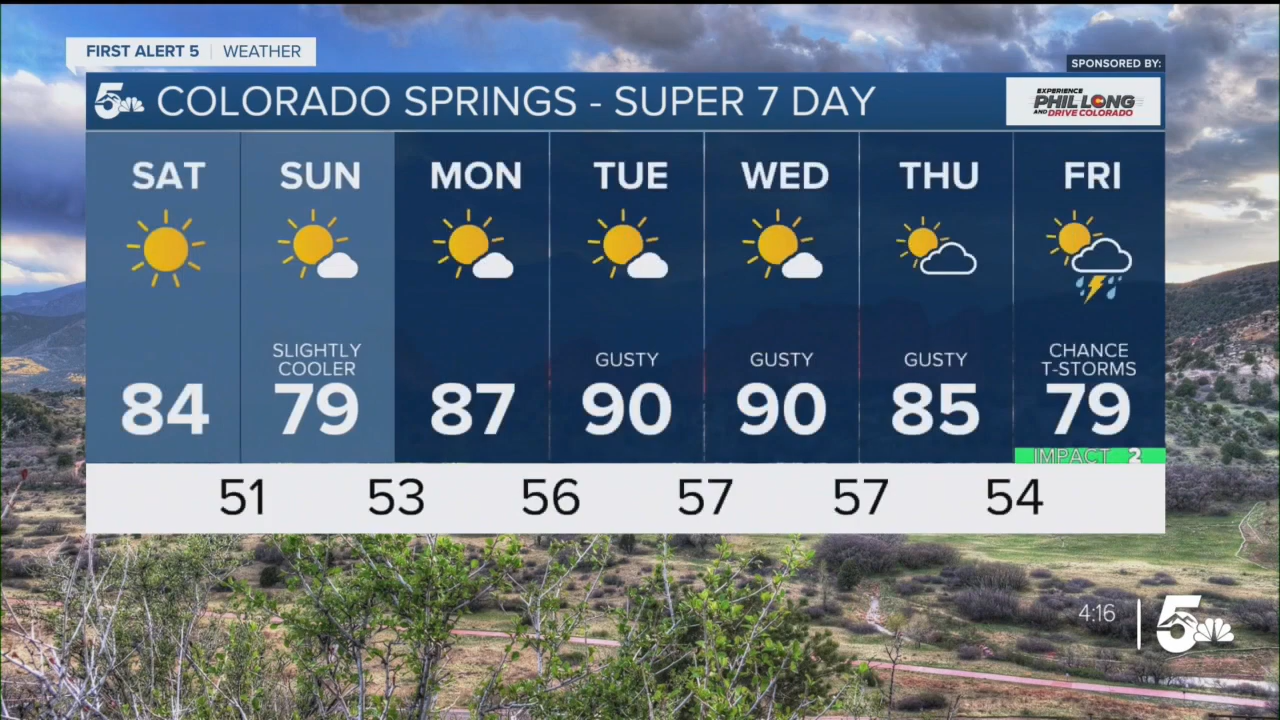 FIRST ALERT 5 | WEATHER
SPONSORED BY:
5 COLORADO SPRINGS - SUPER 7 DAY
EXPERIENCE
PHIL LONG
AND DRIVE COLORADO
SAT SUN MON TUE WED THU FRI
SLIGHTLY COOLER GUSTY GUSTY GUSTY CHANCE T-STORMS
84 79 87 90 90 85 79
IMPACT 2
51 53 56 57 57 54
4:16 | 5